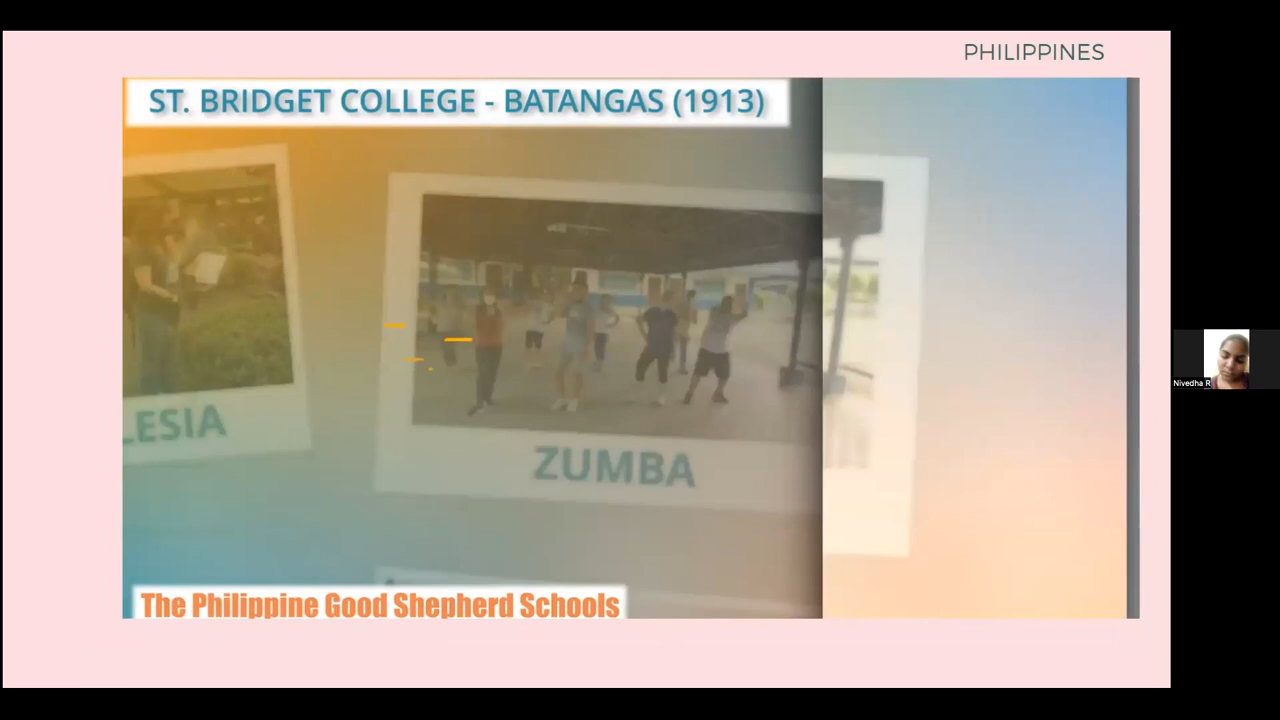 PHILIPPINES
ST. BRIDGET COLLEGE - BATANGAS (1913)
LESIA
ZUMBA
The Philippine Good Shepherd Schools
Nivedha R